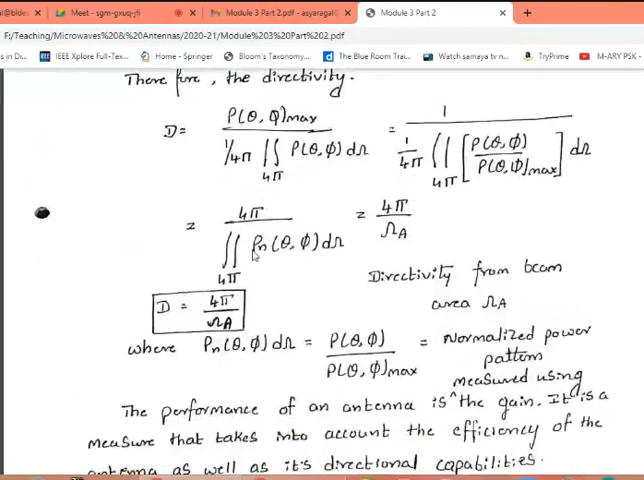 al@bldes
Meet - sgm-gxuq-jfi
Module 3 Part 2.pdf - asyaragal@
Module 3 Part 2
F:/Teaching/Microwaves%20&%20Antennas/2020-21/Module%203%20Part%202.pdf
s in Di...
IEEE Xplore Full-Tex...
Home - Springer
Bloom's Taxonomy...
The Blue Room Trai...
Watch samaya tv n...
TryPrime
M-ARY PSK -
There fore, the directivity.
D = P(θ,φ)max / 1/4π ∬4π P(θ,φ)dΩ = 1 / 1/4π ∬4π [P(θ,φ) / P(θ,φ)max] dΩ
= 4π / ∬4π Pn(θ,φ)dΩ = 4π / ΩA
Directivity from beam
area ΩA
D = 4π / ΩA
where Pn(θ,φ)dΩ = P(θ,φ) / P(θ,φ)max = Normalized power
pattern
measured using
The performance of an antenna is ^ the gain. It is a
measure that takes into account the efficiency of the
antenna as well as it's directional capabilities.